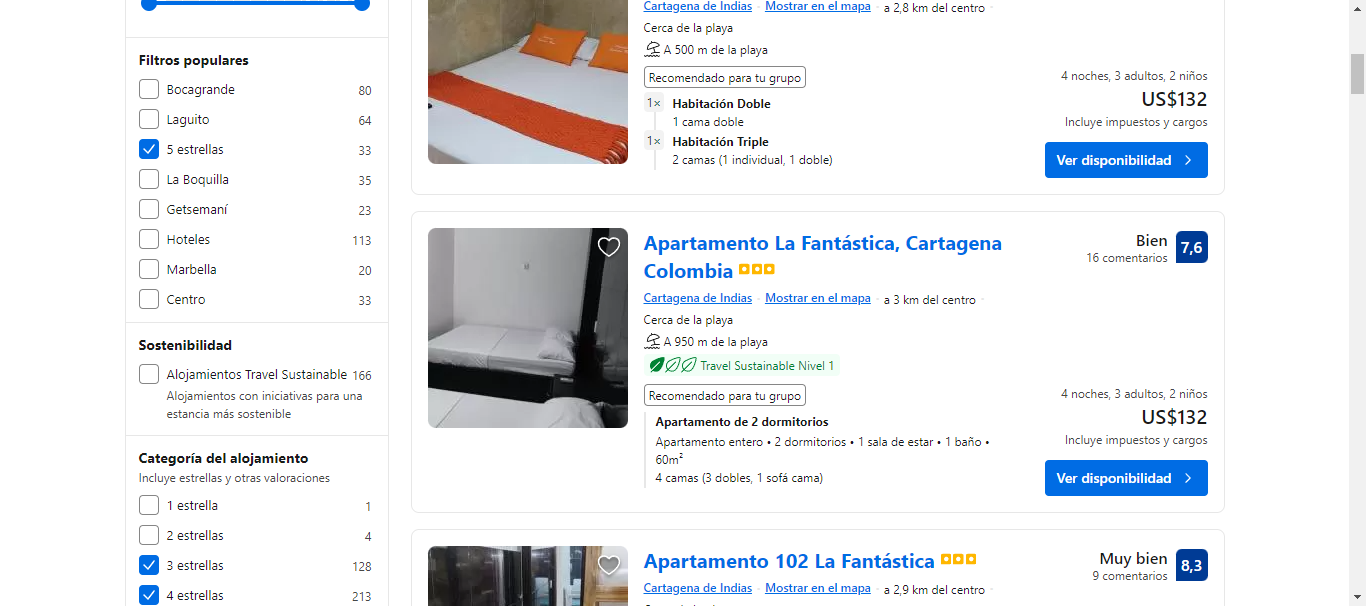 Filtros populares
Bocagrande 80
Laguito 64
5 estrellas 33
La Boquilla 35
Getsemaní 23
Hoteles 113
Marbella 20
Centro 33
Sostenibilidad
Alojamientos Travel Sustainable 166
Alojamientos con iniciativas para una
estancia más sostenible
Categoría del alojamiento
Incluye estrellas y otras valoraciones
1 estrella 1
2 estrellas 4
3 estrellas 128
4 estrellas 213
Cartagena de Indias · Mostrar en el mapa · a 2,8 km del centro ·
Cerca de la playa
A 500 m de la playa
Recomendado para tu grupo
1× Habitación Doble
1 cama doble
1× Habitación Triple
2 camas (1 individual, 1 doble)
4 noches, 3 adultos, 2 niños
US$132
Incluye impuestos y cargos
Ver disponibilidad
Apartamento La Fantástica, Cartagena
Colombia
Bien 7,6
16 comentarios
Cartagena de Indias · Mostrar en el mapa · a 3 km del centro ·
Cerca de la playa
A 950 m de la playa
Travel Sustainable Nivel 1
Recomendado para tu grupo
Apartamento de 2 dormitorios
Apartamento entero • 2 dormitorios • 1 sala de estar • 1 baño •
60m²
4 camas (3 dobles, 1 sofá cama)
4 noches, 3 adultos, 2 niños
US$132
Incluye impuestos y cargos
Ver disponibilidad
Apartamento 102 La Fantástica
Muy bien 8,3
9 comentarios
Cartagena de Indias · Mostrar en el mapa · a 2,9 km del centro ·